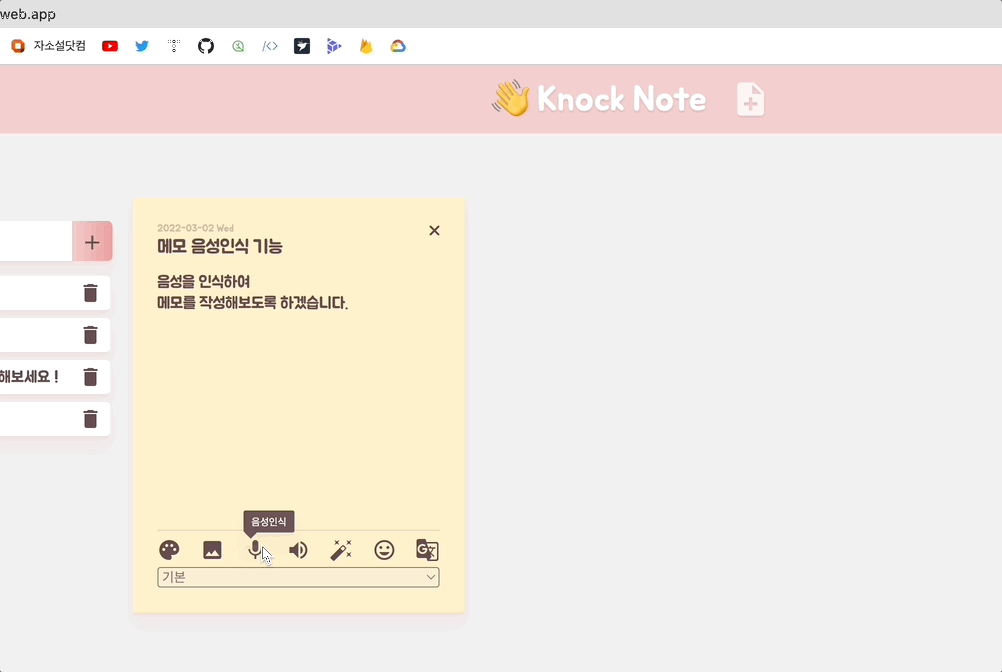 web.app
자소설닷컴
Knock Note
2022-03-02 Wed
메모 음성인식 기능
음성을 인식하여
메모를 작성해보도록 하겠습니다.
해보세요 !
음성인식
기본